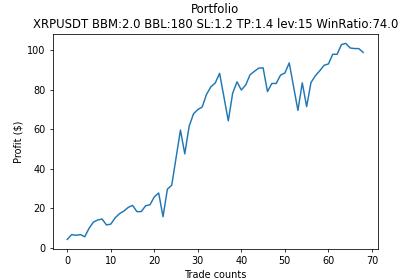 Portfolio
XRPUSDT BBM:2.0 BBL:180 SL:1.2 TP:1.4 lev:15 WinRatio:74.0
100
80
60
40
20
0
Profit ($)
0 10 20 30 40 50 60 70
Trade counts